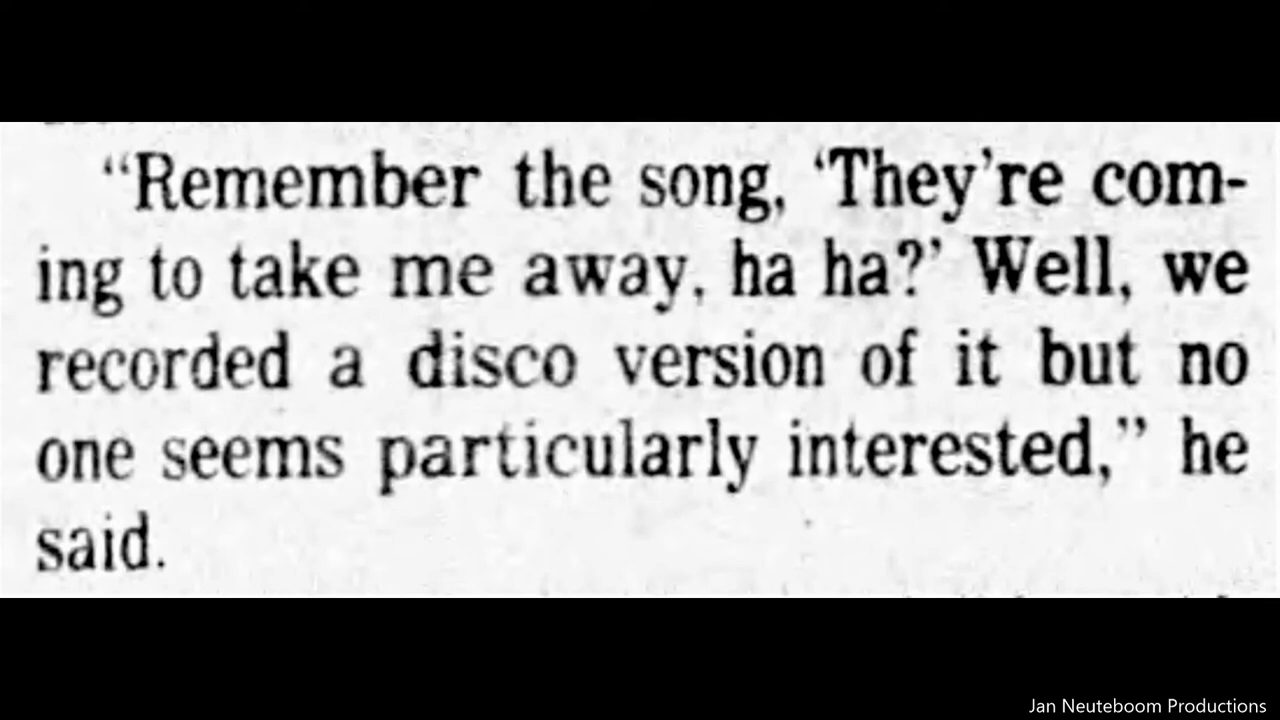 “Remember the song, ‘They’re com-
ing to take me away, ha ha?’ Well, we
recorded a disco version of it but no
one seems particularly interested,” he
said.
Jan Neuteboom Productions